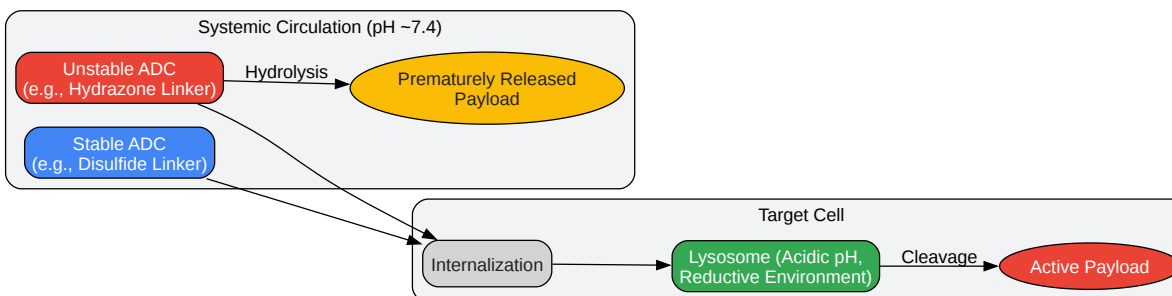 Systemic Circulation (pH ~7.4)
Unstable ADC
(e.g., Hydrazone Linker)
Hydrolysis
Prematurely Released
Payload
Stable ADC
(e.g., Disulfide Linker)
Target Cell
Internalization
Lysosome (Acidic pH,
Reductive Environment)
Cleavage
Active Payload